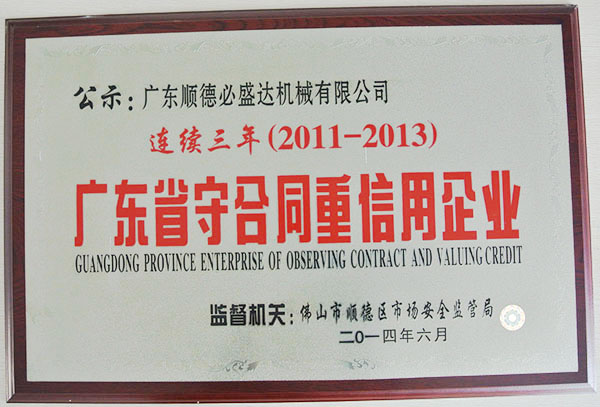 公示：广东顺德必盛达机械有限公司
连续三年(2011-2013)
广东省守合同重信用企业
GUANGDONG PROVINCE ENTERPRISE OF OBSERVING CONTRACT AND VALUING CREDIT
监督机关：佛山市顺德区市场安全监管局
二O一四年六月